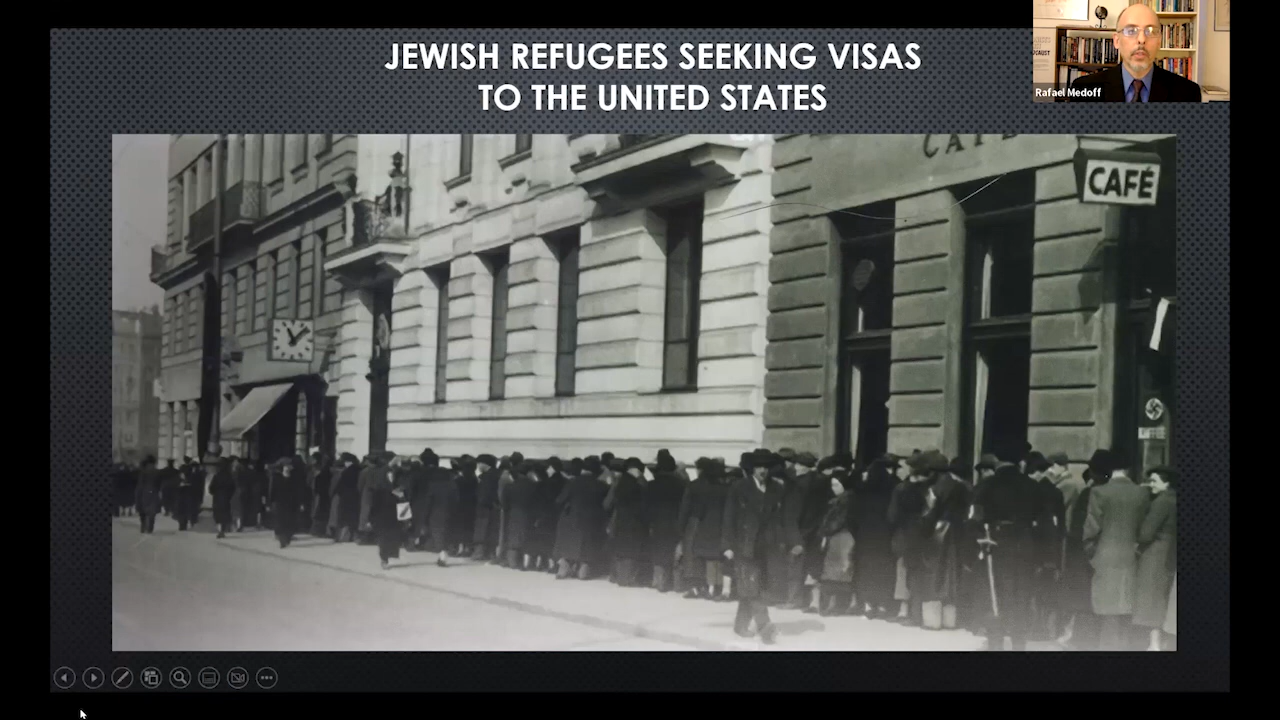 JEWISH REFUGEES SEEKING VISAS
TO THE UNITED STATES
Rafael Medoff
CAFÉ